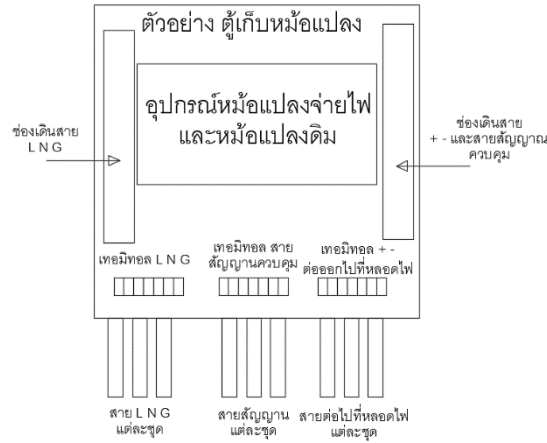 ตัวอย่าง ตู้เก็บหม้อแปลง
อุปกรณ์หม้อแปลงจ่ายไฟ
และหม้อแปลงดิม
ช่องเดินสาย
L N G
ช่องเดินสาย
+ - และสายสัญญาณ
ควบคุม
เทอมิทอล L N G
เทอมิทอล สาย
สัญญานควบคุม
เทอมิทอล + -
ต่อออกไปที่หลอดไฟ
สาย L N G
แต่ละชุด
สายสัญญาน
แต่ละชุด
สายต่อไปที่หลอดไฟ
แต่ละชุด